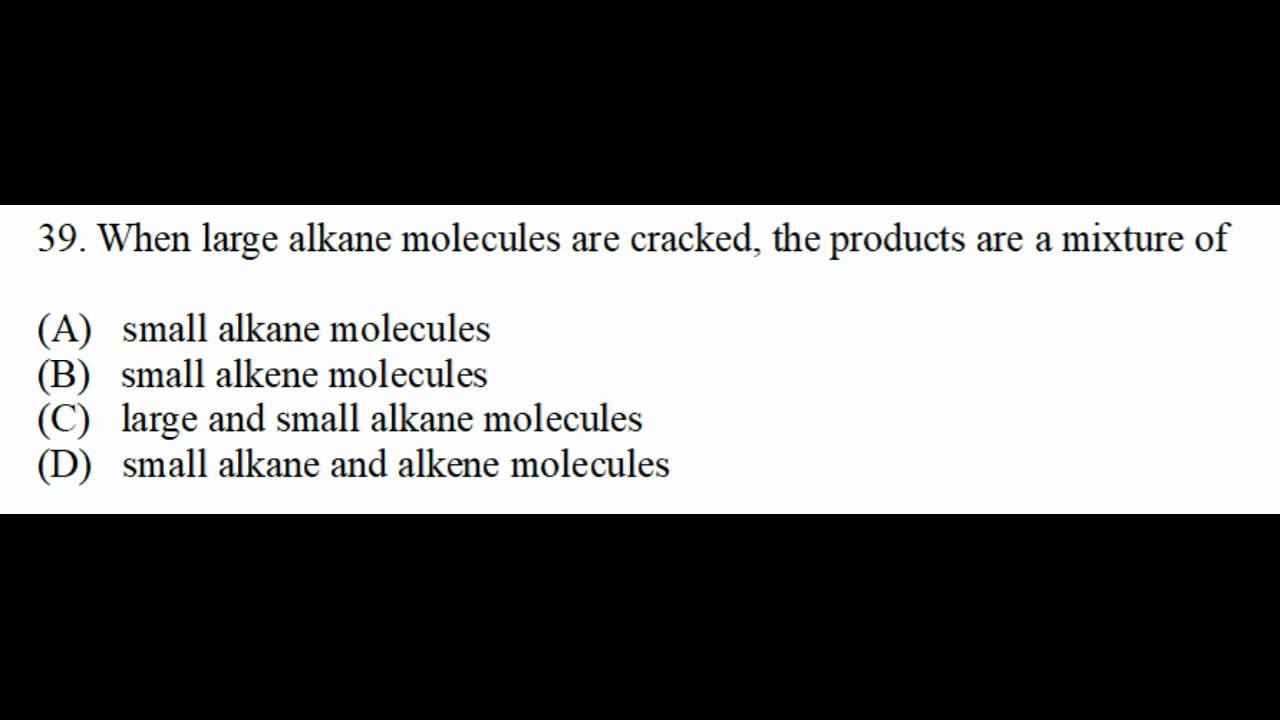 39. When large alkane molecules are cracked, the products are a mixture of
(A) small alkane molecules
(B) small alkene molecules
(C) large and small alkane molecules
(D) small alkane and alkene molecules